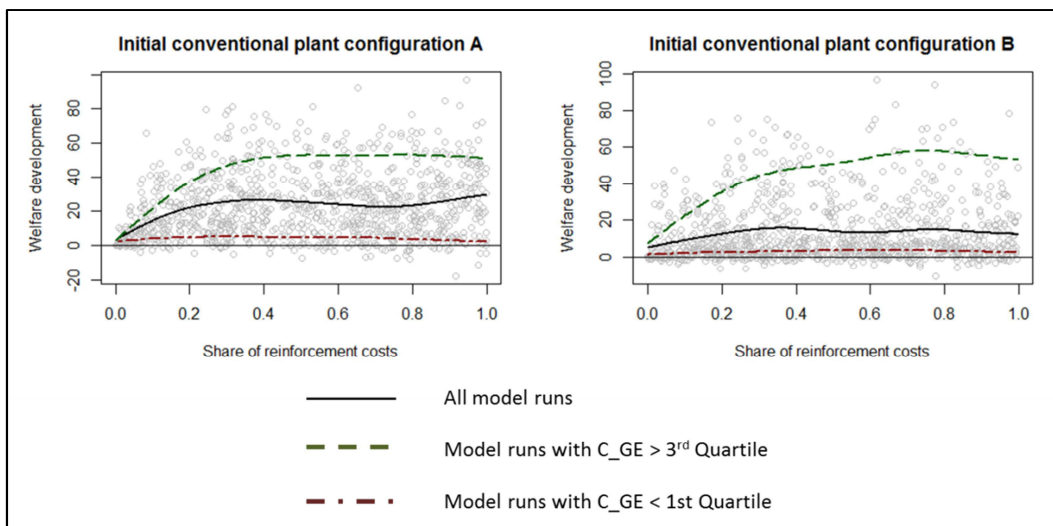 Initial conventional plant configuration A
Welfare development
80
60
40
20
0
-20
0.0 0.2 0.4 0.6 0.8 1.0
Share of reinforcement costs
Initial conventional plant configuration B
Welfare development
100
80
60
40
20
0
0.0 0.2 0.4 0.6 0.8 1.0
Share of reinforcement costs
All model runs
Model runs with C_GE > 3rd Quartile
Model runs with C_GE < 1st Quartile